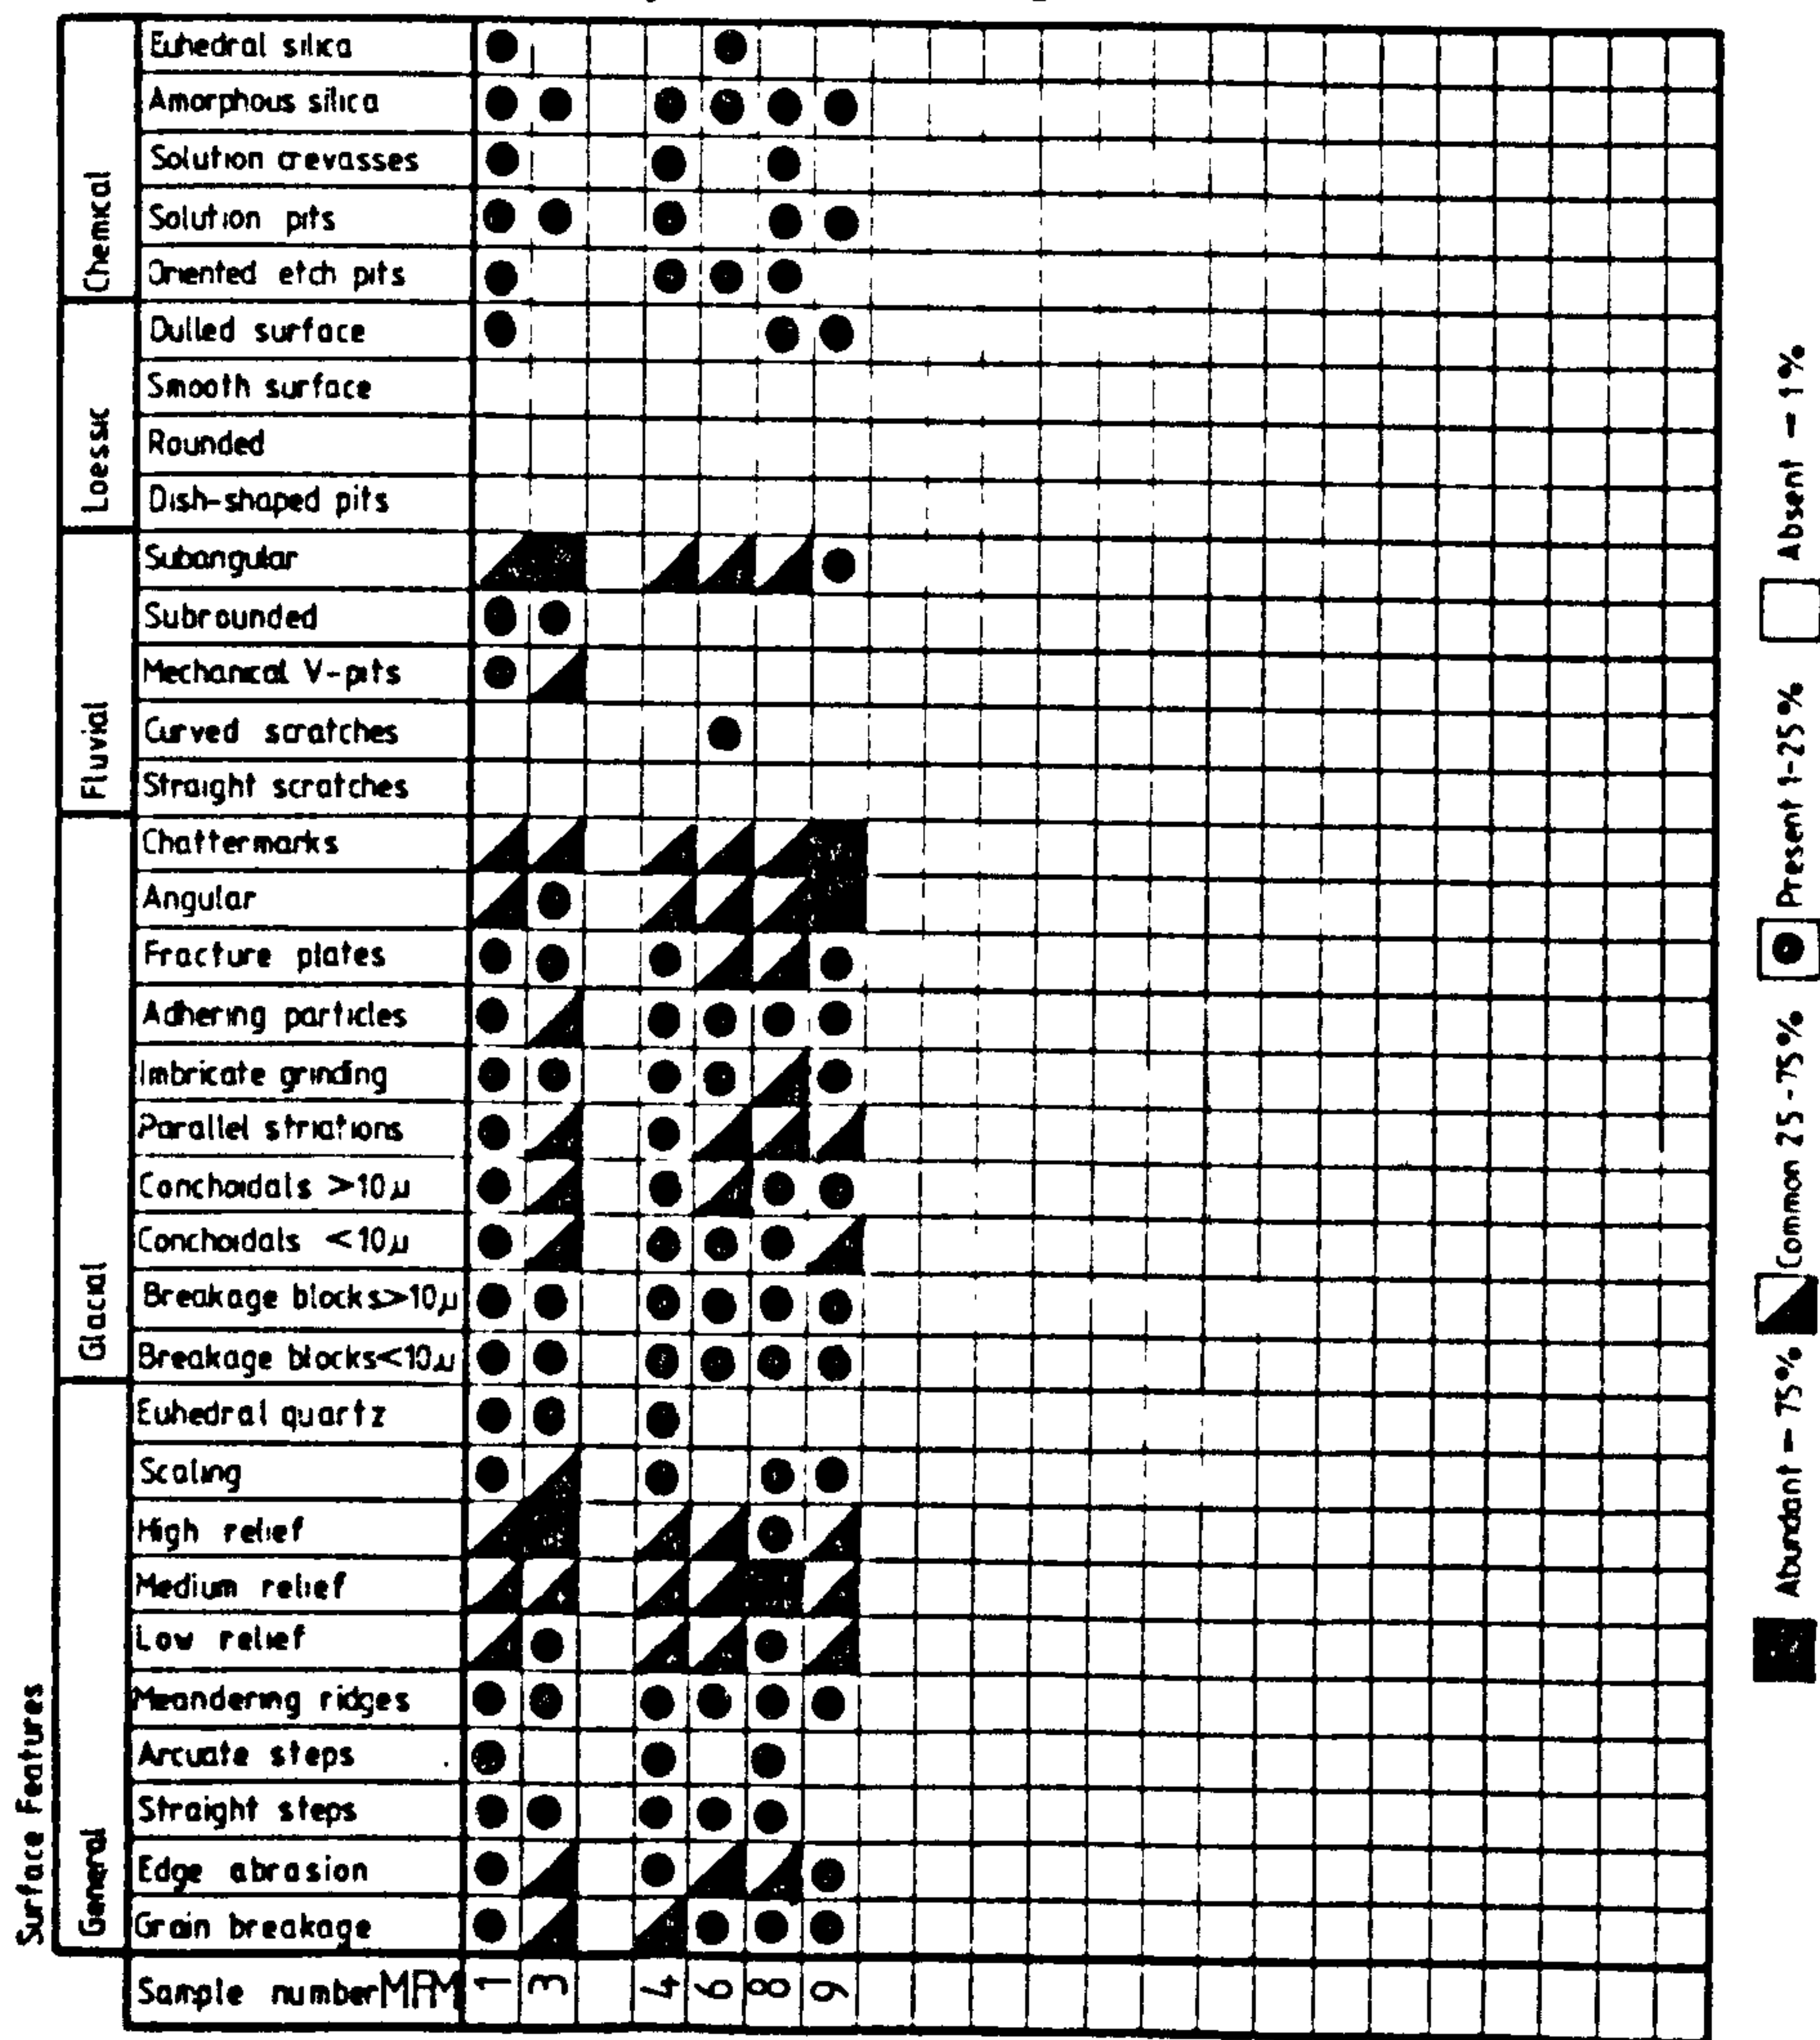 Surface Features
Chemical
Euhedral silica
Amorphous silica
Solution crevasses
Solution pits
Oriented etch pits
Loessic
Dulled surface
Smooth surface
Rounded
Dish-shaped pits
Fluvial
Subangular
Subrounded
Mechanical V-pits
Curved scratches
Straight scratches
Glacial
Chattermarks
Angular
Fracture plates
Adhering particles
Imbricate grinding
Parallel striations
Conchoidals >10µ
Conchoidals <10µ
Breakage blocks>10µ
Breakage blocks<10µ
General
Euhedral quartz
Scaling
High relief
Medium relief
Low relief
Meandering ridges
Arcuate steps
Straight steps
Edge abrasion
Grain breakage
Sample number MPM 1 3 4 6 8 9
Abundant - 75% Common 25-75% Present 1-25% Absent - 1%